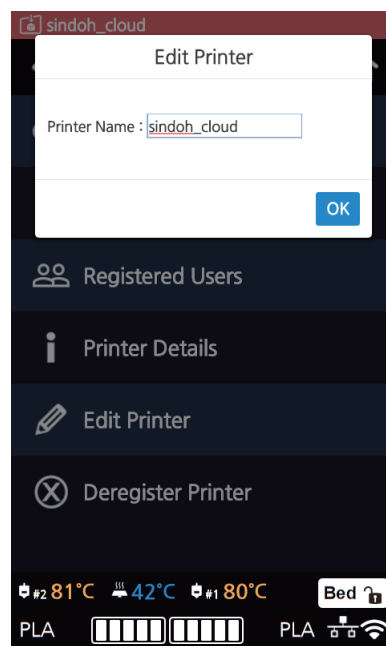 sindoh_cloud
Edit Printer
Printer Name : sindoh_cloud
OK
Registered Users
Printer Details
Edit Printer
Deregister Printer
#2 81°C 42°C #1 80°C Bed
PLA PLA